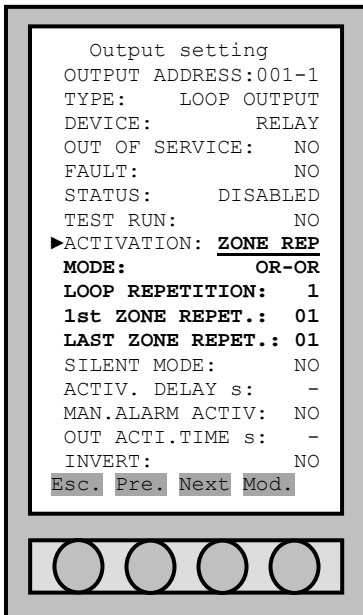 Output setting
OUTPUT ADDRESS:001-1
TYPE: LOOP OUTPUT
DEVICE: RELAY
OUT OF SERVICE: NO
FAULT: NO
STATUS: DISABLED
TEST RUN: NO
►ACTIVATION: ZONE REP
MODE: OR-OR
LOOP REPETITION: 1
1st ZONE REPET.: 01
LAST ZONE REPET.: 01
SILENT MODE: NO
ACTIV. DELAY s: -
MAN.ALARM ACTIV: NO
OUT ACTI.TIME s: -
INVERT: NO
Esc. Pre. Next Mod.